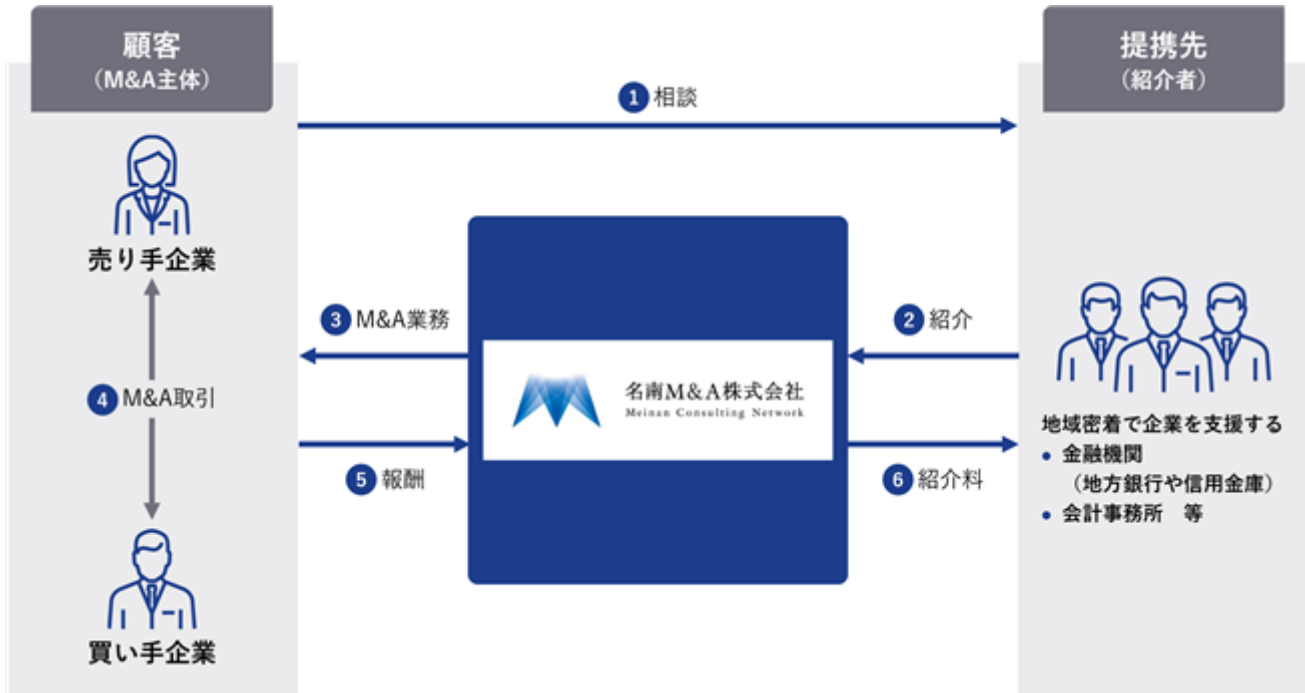 顧客
（M&A主体）
売り手企業
4 M&A取引
買い手企業
1 相談
3 M&A業務
2 紹介
名南M&A株式会社
Meinan Consulting Network
5 報酬
6 紹介料
提携先
（紹介者）
地域密着で企業を支援する
• 金融機関
（地方銀行や信用金庫）
• 会計事務所　等